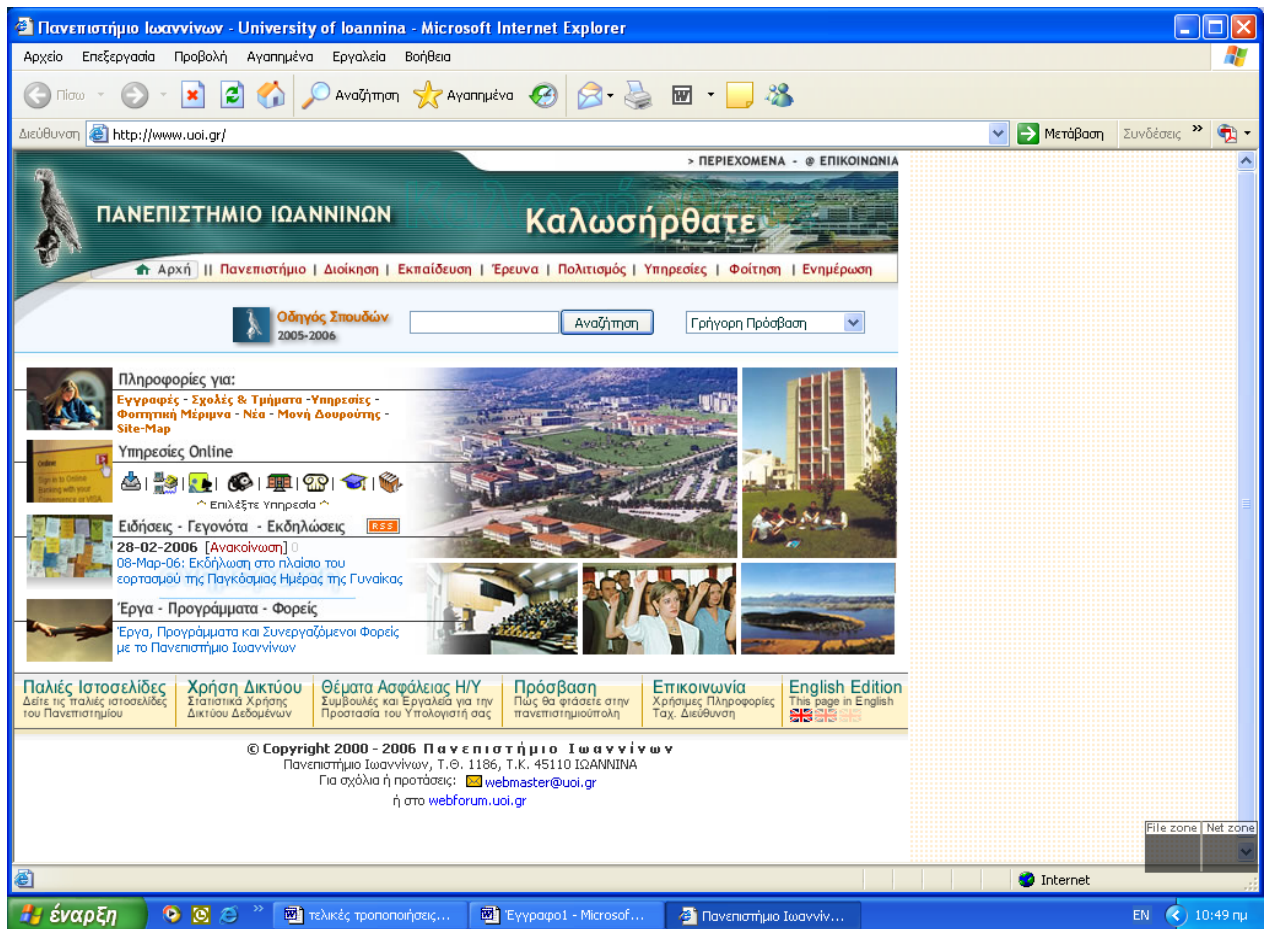 Πανεπιστήμιο Ιωαννίνων - University of Ioannina - Microsoft Internet Explorer
Αρχείο Επεξεργασία Προβολή Αγαπημένα Εργαλεία Βοήθεια
Πίσω Αναζήτηση Αγαπημένα
Διεύθυνση http://www.uoi.gr/ Μετάβαση Συνδέσεις »
> ΠΕΡΙΕΧΟΜΕΝΑ - @ ΕΠΙΚΟΙΝΩΝΙΑ
ΠΑΝΕΠΙΣΤΗΜΙΟ ΙΩΑΝΝΙΝΩΝ Καλωσήρθατε
Αρχή || Πανεπιστήμιο | Διοίκηση | Εκπαίδευση | Έρευνα | Πολιτισμός | Υπηρεσίες | Φοίτηση | Ενημέρωση
Οδηγός Σπουδών
2005-2006
Αναζήτηση Γρήγορη Πρόσβαση
Πληροφορίες για:
Εγγραφές - Σχολές & Τμήματα -Υπηρεσίες -
Φοιτητική Μέριμνα - Νέα - Μονή Δουρούτης -
Site-Map
Υπηρεσίες Online
^ Επιλέξτε Υπηρεσία ^
Ειδήσεις - Γεγονότα - Εκδηλώσεις RSS
28-02-2006 [Ανακοίνωση]
08-Μαρ-06: Εκδήλωση στο πλαίσιο του
εορτασμού της Παγκόσμιας Ημέρας της Γυναίκας
Έργα - Προγράμματα - Φορείς
Έργα, Προγράμματα και Συνεργαζόμενοι Φορείς
με το Πανεπιστήμιο Ιωαννίνων
Παλιές Ιστοσελίδες
Δείτε τις παλιές ιστοσελίδες
του Πανεπιστημίου
Χρήση Δικτύου
Στατιστικά Χρήσης
Δικτύου Δεδομένων
Θέματα Ασφάλειας Η/Υ
Συμβουλές και Εργαλεία για την
Προστασία του Υπολογιστή σας
Πρόσβαση
Πώς θα φτάσετε στην
πανεπιστημιούπολη
Επικοινωνία
Χρήσιμες Πληροφορίες
Ταχ. Διεύθυνση
English Edition
This page in English
© Copyright 2000 - 2006 Πανεπιστήμιο Ιωαννίνων
Πανεπιστήμιο Ιωαννίνων, Τ.Θ. 1186, Τ.Κ. 45110 ΙΩΑΝΝΙΝΑ
Για σχόλια ή προτάσεις: webmaster@uoi.gr
ή στο webforum.uoi.gr
File zone Net zone
Internet
έναρξη » τελικές τροποποιήσεις... Έγγραφο1 - Microsof... Πανεπιστήμιο Ιωαννίν... EN 10:49 πμ